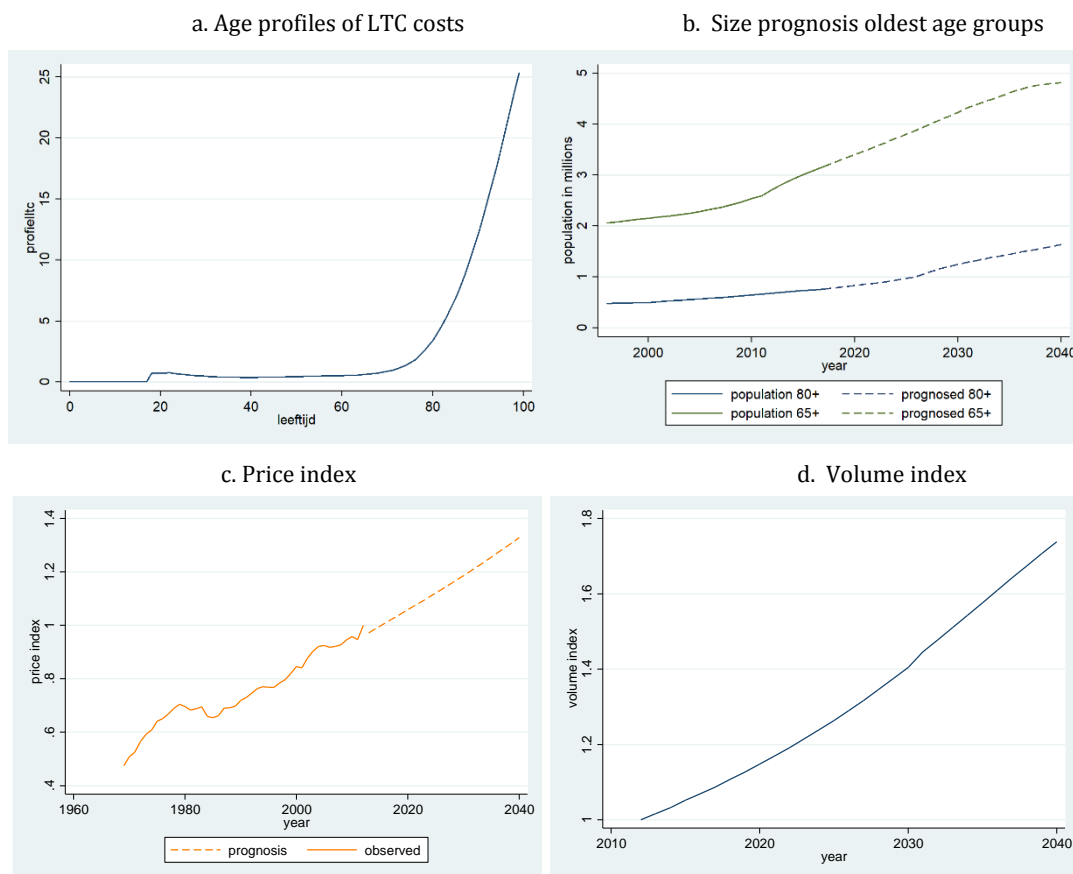 a. Age profiles of LTC costs
b. Size prognosis oldest age groups
profielltc
0 5 10 15 20 25
0 20 40 60 80 100
leeftijd
population in millions
0 1 2 3 4 5
2000 2010 2020 2030 2040
year
population 80+ prognosed 80+
population 65+ prognosed 65+
c. Price index
d. Volume index
price index
.4 .6 .8 1 1.2 1.4
1960 1980 2000 2020 2040
year
prognosis observed
volume index
1 1.2 1.4 1.6 1.8
2010 2020 2030 2040
year